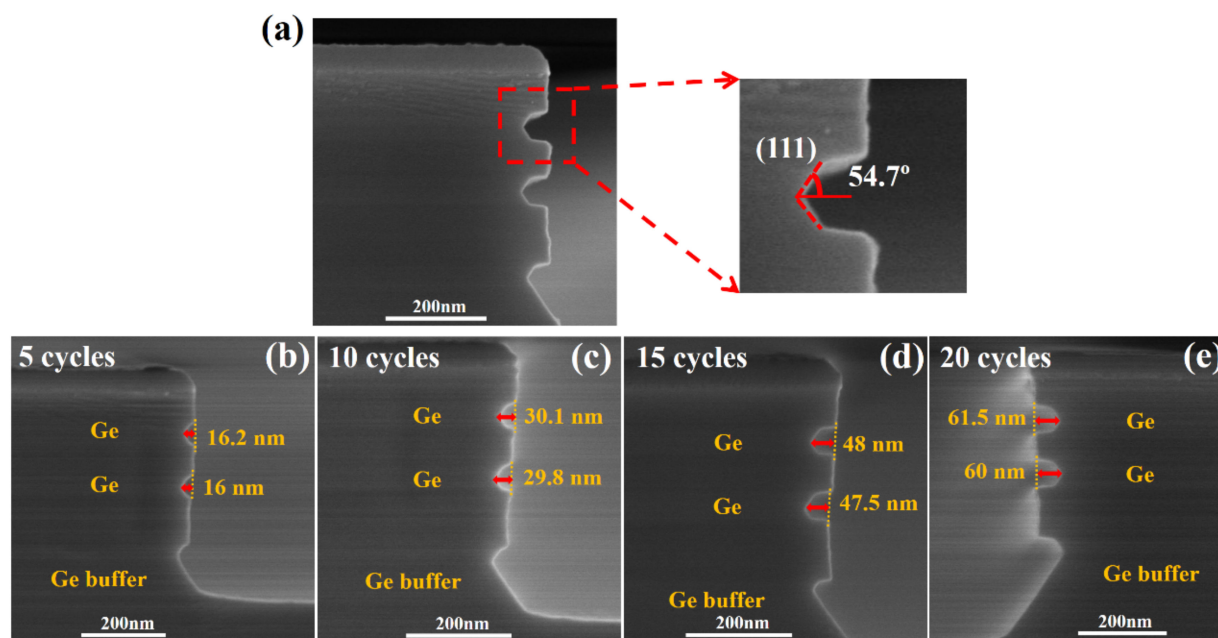 (a)
(111)
54.7º
200nm
5 cycles
(b)
Ge
16.2 nm
Ge
16 nm
Ge buffer
200nm
10 cycles
(c)
Ge
30.1 nm
Ge
29.8 nm
Ge buffer
200nm
15 cycles
(d)
Ge
48
Ge
47.5 nm
Ge buffer
200nm
20 cycles
(e)
61.5 nm
Ge
60 nm
Ge
Ge buffer
200nm